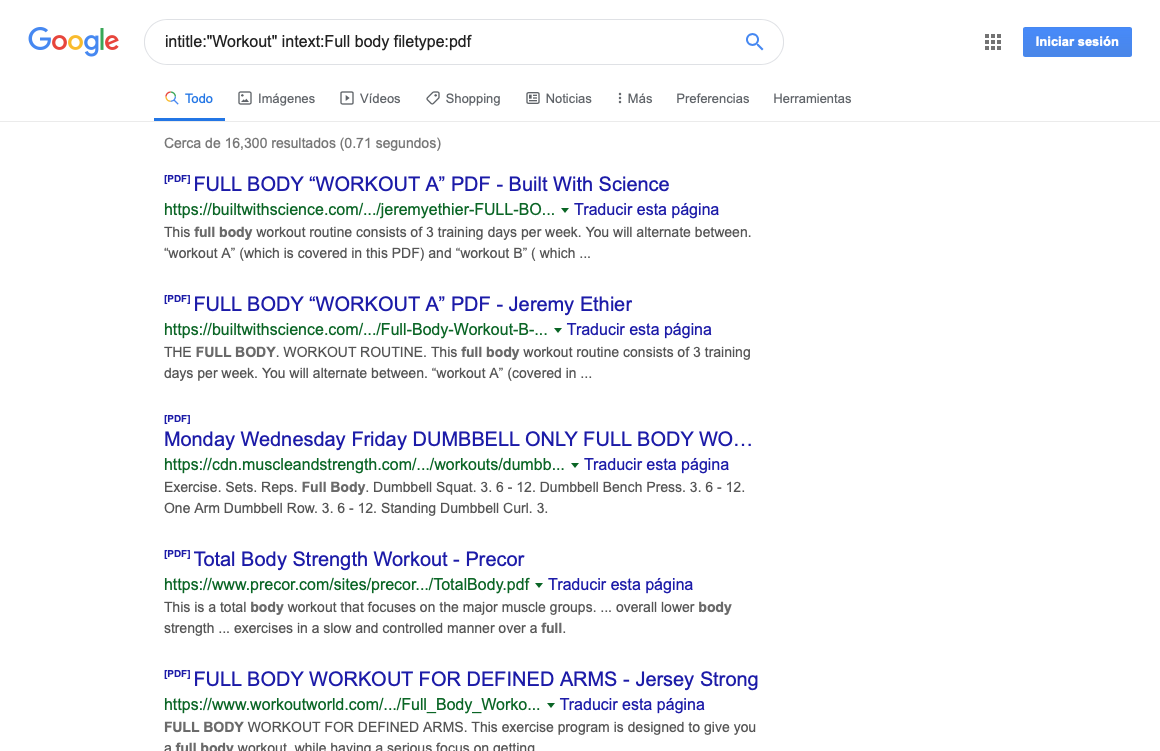 Google
intitle:"Workout" intext:Full body filetype:pdf
Iniciar sesión
Todo Imágenes Vídeos Shopping Noticias Más Preferencias Herramientas
Cerca de 16,300 resultados (0.71 segundos)
[PDF] FULL BODY “WORKOUT A” PDF - Built With Science
https://builtwithscience.com/.../jeremyethier-FULL-BO... Traducir esta página
This full body workout routine consists of 3 training days per week. You will alternate between.
“workout A” (which is covered in this PDF) and “workout B” ( which ...
[PDF] FULL BODY “WORKOUT A” PDF - Jeremy Ethier
https://builtwithscience.com/.../Full-Body-Workout-B-... Traducir esta página
THE FULL BODY. WORKOUT ROUTINE. This full body workout routine consists of 3 training
days per week. You will alternate between. “workout A” (covered in ...
[PDF]
Monday Wednesday Friday DUMBBELL ONLY FULL BODY WO…
https://cdn.muscleandstrength.com/.../workouts/dumbb... Traducir esta página
Exercise. Sets. Reps. Full Body. Dumbbell Squat. 3. 6 - 12. Dumbbell Bench Press. 3. 6 - 12.
One Arm Dumbbell Row. 3. 6 - 12. Standing Dumbbell Curl. 3.
[PDF] Total Body Strength Workout - Precor
https://www.precor.com/sites/precor.../TotalBody.pdf Traducir esta página
This is a total body workout that focuses on the major muscle groups. ... overall lower body
strength ... exercises in a slow and controlled manner over a full.
[PDF] FULL BODY WORKOUT FOR DEFINED ARMS - Jersey Strong
https://www.workoutworld.com/.../Full_Body_Worko... Traducir esta página
FULL BODY WORKOUT FOR DEFINED ARMS. This exercise program is designed to give you
a full body workout, while having a serious focus on getting